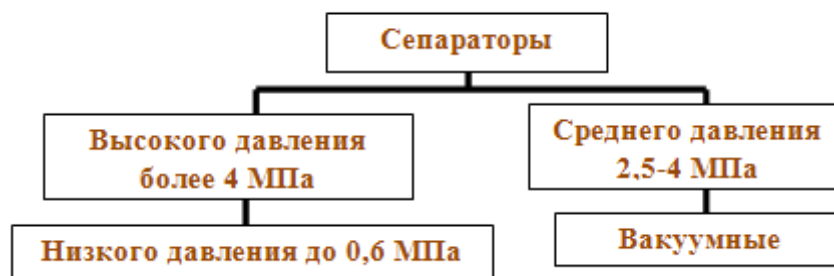 Сепараторы
Высокого давления
более 4 МПа
Среднего давления
2,5-4 МПа
Низкого давления до 0,6 МПа
Вакуумные